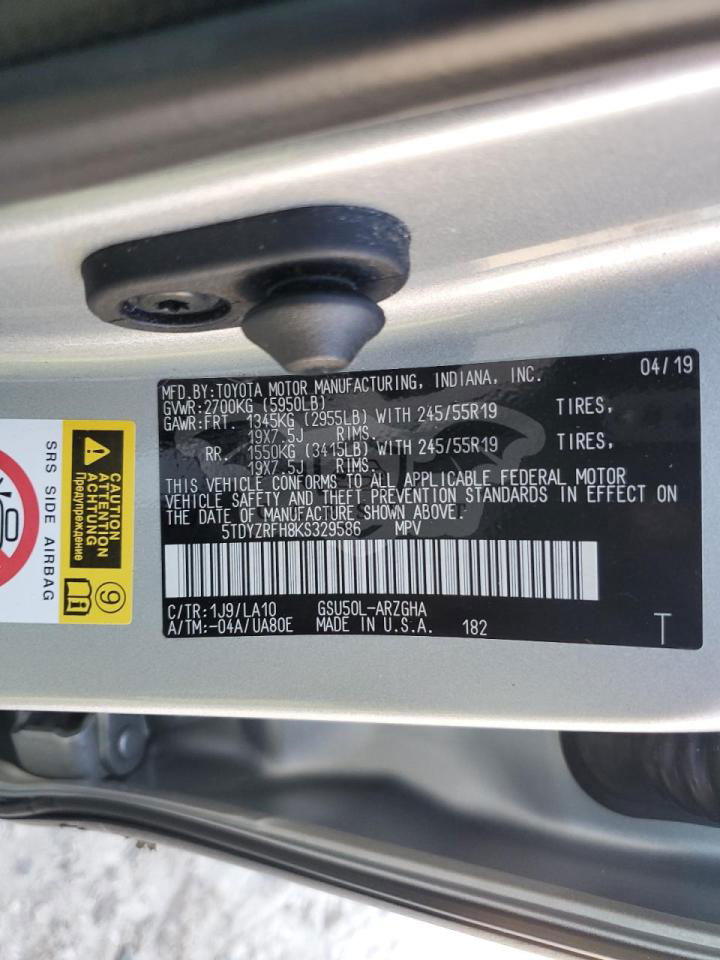 MFD.BY:TOYOTA MOTOR MANUFACTURING, INDIANA, INC. 04/19
GVWR:2700KG (5950LB)
GAWR:FRT. 1345KG (2955LB) WITH 245/55R19 TIRES,
19X7.5J RIMS.
RR. 1550KG (3415LB) WITH 245/55R19 TIRES,
19X7.5J RIMS.
THIS VEHICLE CONFORMS TO ALL APPLICABLE FEDERAL MOTOR
VEHICLE SAFETY AND THEFT PREVENTION STANDARDS IN EFFECT ON
THE DATE OF MANUFACTURE SHOWN ABOVE.
5TDYZRFH8KS329586 MPV
C/TR:1J9/LA10 GSU50L-ARZGHA
A/TM:-04A/UA80E MADE IN U.S.A. 182 T
SRS SIDE AIRBAG
CAUTION
ATTENTION
ACHTUNG
Предупреждение
9